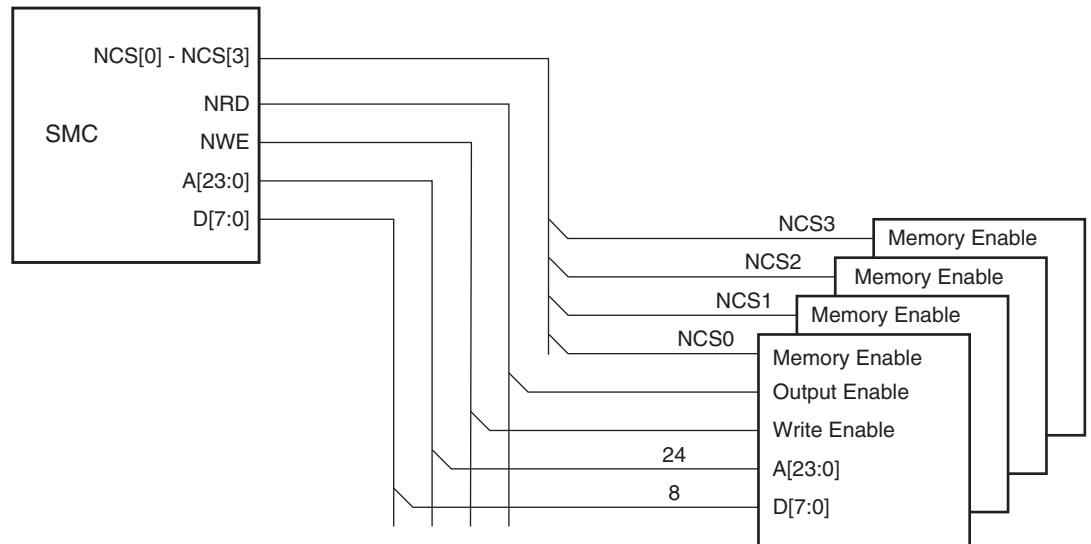 NCS[0] - NCS[3]
NRD
SMC
NWE
A[23:0]
D[7:0]
NCS3
Memory Enable
NCS2
Memory Enable
NCS1
Memory Enable
NCS0
Memory Enable
Output Enable
Write Enable
24
A[23:0]
8
D[7:0]